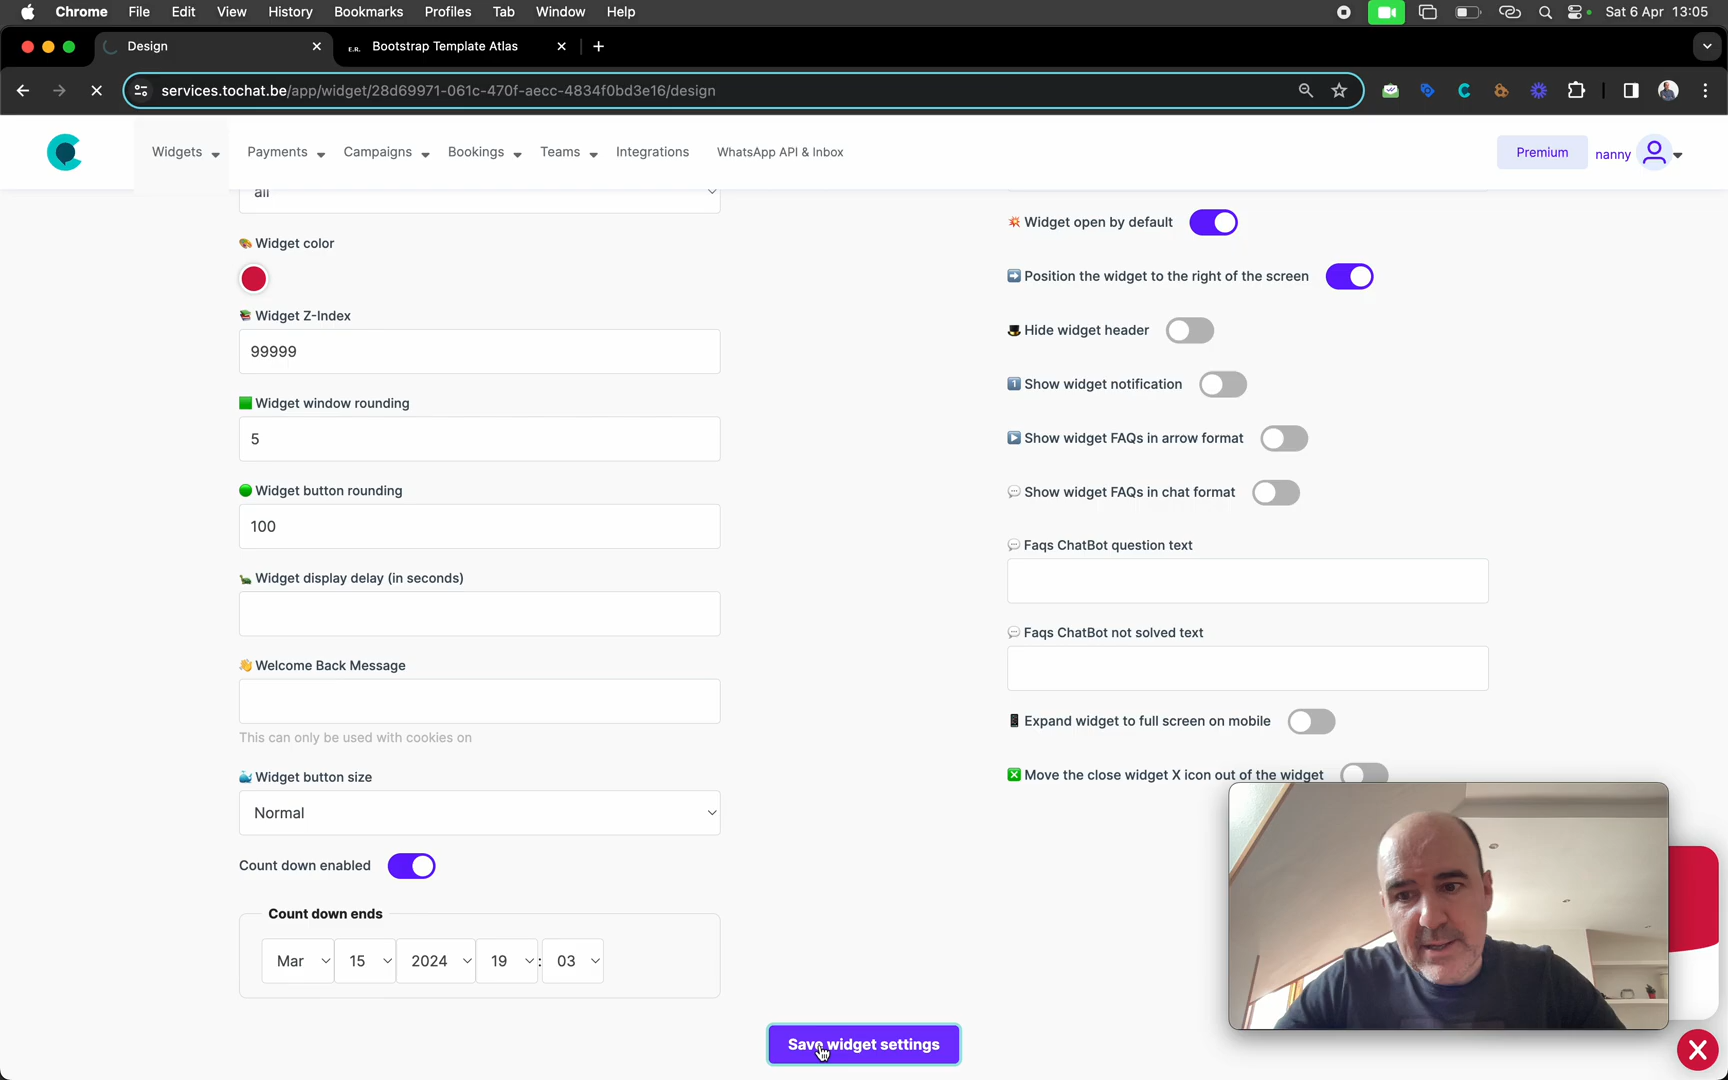 Chrome File Edit View History Bookmarks Profiles Tab Window Help Sat 6 Apr 13:05
Design E.R. Bootstrap Template Atlas
services.tochat.be/app/widget/28d69971-061c-470f-aecc-4834f0bd3e16/design
Widgets Payments Campaigns Bookings Teams Integrations WhatsApp API & Inbox Premium nanny
all
Widget color
Widget Z-Index
99999
Widget window rounding
5
Widget button rounding
100
Widget display delay (in seconds)
Welcome Back Message
This can only be used with cookies on
Widget button size
Normal
Count down enabled
Count down ends
Mar 15 2024 19 : 03
Widget open by default
Position the widget to the right of the screen
Hide widget header
Show widget notification
Show widget FAQs in arrow format
Show widget FAQs in chat format
Faqs ChatBot question text
Faqs ChatBot not solved text
Expand widget to full screen on mobile
Move the close widget X icon out of the widget
Save widget settings